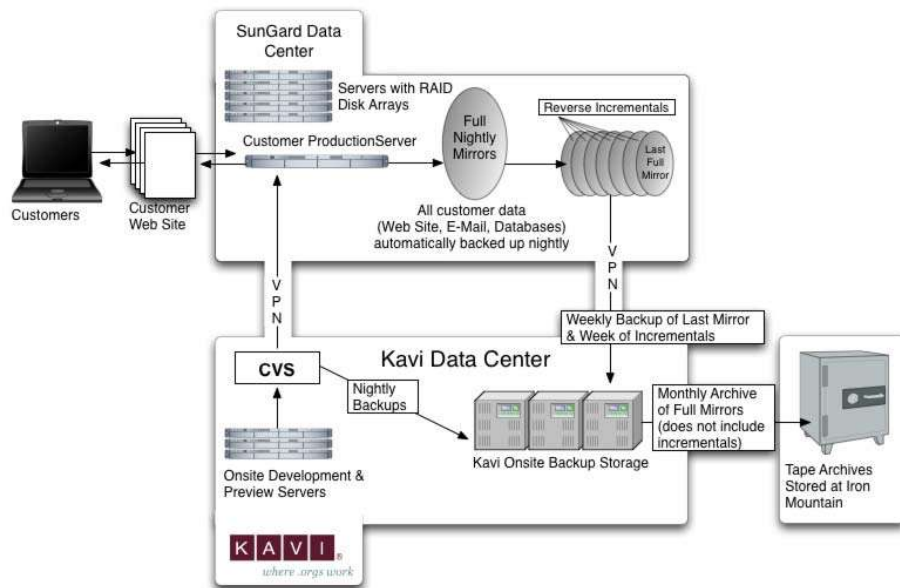 SunGard Data
Center
Servers with RAID
Disk Arrays
Customer ProductionServer
Customers
Customer
Web Site
Full
Nightly
Mirrors
All customer data
(Web Site, E-Mail, Databases)
automatically backed up nightly
Reverse Incrementals
Last
Full
Mirror
V
P
N
V
P
N
Weekly Backup of Last Mirror
& Week of Incrementals
Kavi Data Center
CVS
Nightly
Backups
Onsite Development &
Preview Servers
Kavi Onsite Backup Storage
Monthly Archive
of Full Mirrors
(does not include
incrementals)
Tape Archives
Stored at Iron
Mountain
KAVI®
where .orgs work